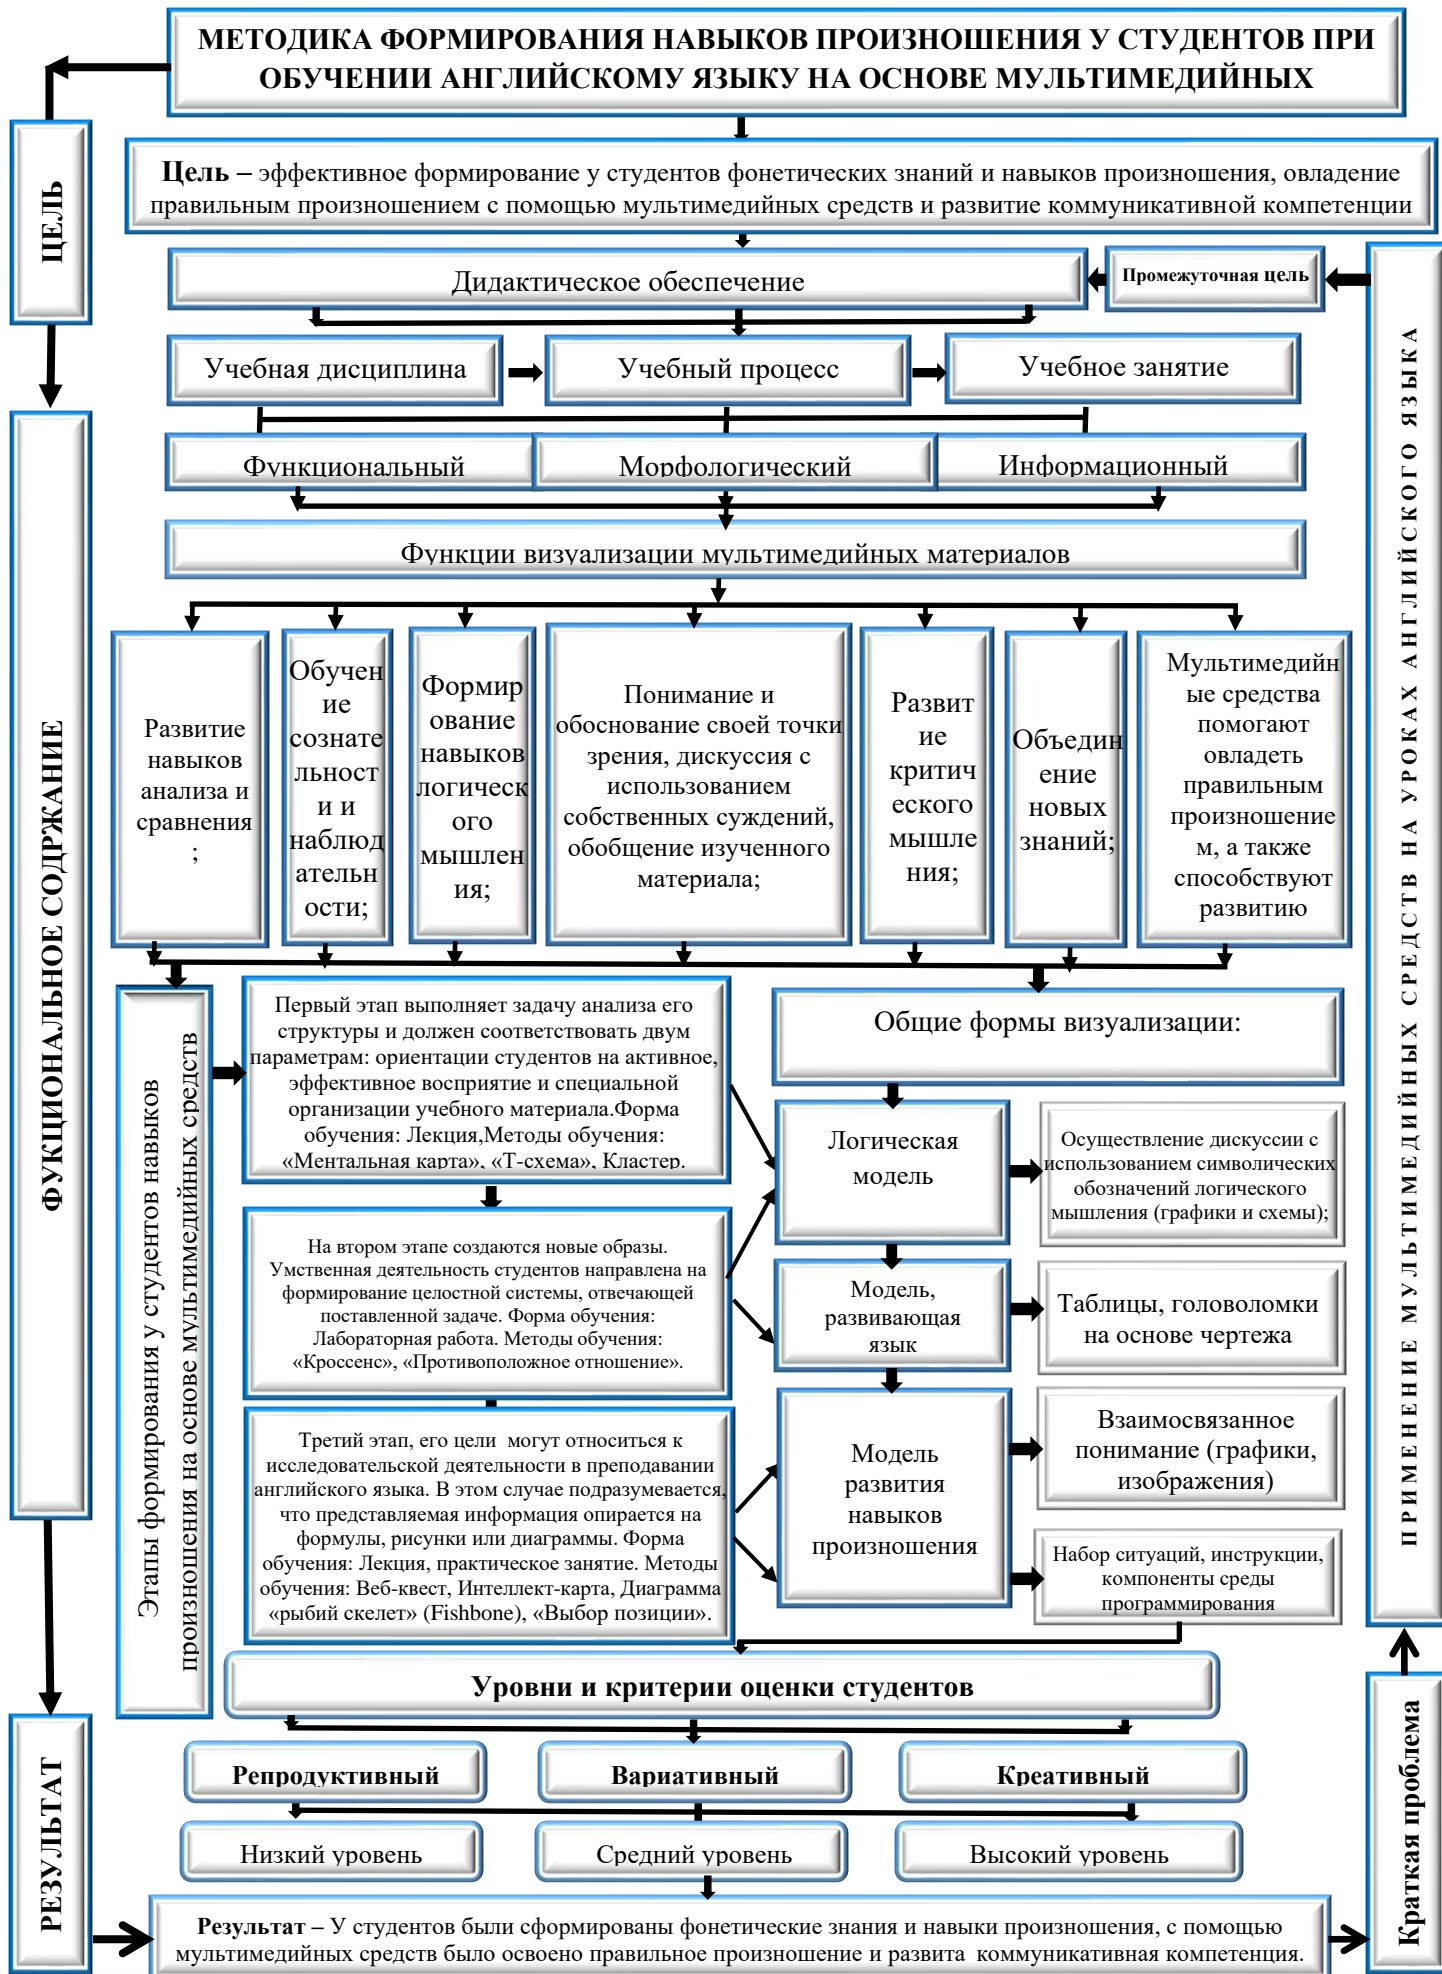 МЕТОДИКА ФОРМИРОВАНИЯ НАВЫКОВ ПРОИЗНОШЕНИЯ У СТУДЕНТОВ ПРИ
ОБУЧЕНИИ АНГЛИЙСКОМУ ЯЗЫКУ НА ОСНОВЕ МУЛЬТИМЕДИЙНЫХ
ЦЕЛЬ
Цель – эффективное формирование у студентов фонетических знаний и навыков произношения, овладение
правильным произношением с помощью мультимедийных средств и развитие коммуникативной компетенции
Дидактическое обеспечение
Промежуточная цель
Учебная дисциплина
Учебный процесс
Учебное занятие
Функциональный
Морфологический
Информационный
Функции визуализации мультимедийных материалов
ФУКЦИОНАЛЬНОЕ СОДРЖАНИЕ
Развитие
навыков
анализа и
сравнения
;
Обучен
ие
сознате
льност
и и
наблюд
ательн
ости;
Формир
ование
навыков
логическ
ого
мышлен
ия;
Понимание и
обоснование своей точки
зрения, дискуссия с
использованием
собственных суждений,
обобщение изученного
материала;
Развит
ие
критич
еского
мышле
ния;
Объедин
ение
новых
знаний;
Мультимедийн
ые средства
помогают
овладеть
правильным
произношение
м, а также
способствуют
развитию
ПРИМЕНЕНИЕ МУЛЬТИМЕДИЙНЫХ СРЕДСТВ НА УРОКАХ АНГЛИЙСКОГО ЯЗЫКА
Этапы формирования у студентов навыков
произношения на основе мультимедийных средств
Первый этап выполняет задачу анализа его
структуры и должен соответствовать двум
параметрам: ориентации студентов на активное,
эффективное восприятие и специальной
организации учебного материала.Форма
обучения: Лекция,Методы обучения:
«Ментальная карта», «Т-схема», Кластер.
На втором этапе создаются новые образы.
Умственная деятельность студентов направлена на
формирование целостной системы, отвечающей
поставленной задаче. Форма обучения:
Лабораторная работа. Методы обучения:
«Кроссенс», «Противоположное отношение».
Третий этап, его цели могут относиться к
исследовательской деятельности в преподавании
английского языка. В этом случае подразумевается,
что представляемая информация опирается на
формулы, рисунки или диаграммы. Форма
обучения: Лекция, практическое занятие. Методы
обучения: Веб-квест, Интеллект-карта, Диаграмма
«рыбий скелет» (Fishbone), «Выбор позиции».
Общие формы визуализации:
Логическая
модель
Осуществление дискуссии с
использованием символических
обозначений логического
мышления (графики и схемы);
Модель,
развивающая
язык
Таблицы, головоломки
на основе чертежа
Модель
развития
навыков
произношения
Взаимосвязанное
понимание (графики,
изображения)
Набор ситуаций, инструкции,
компоненты среды
программирования
Уровни и критерии оценки студентов
РЕЗУЛЬТАТ
Репродуктивный
Вариативный
Креативный
Низкий уровень
Средний уровень
Высокий уровень
Краткая проблема
Результат – У студентов были сформированы фонетические знания и навыки произношения, с помощью
мультимедийных средств было освоено правильное произношение и развита коммуникативная компетенция.